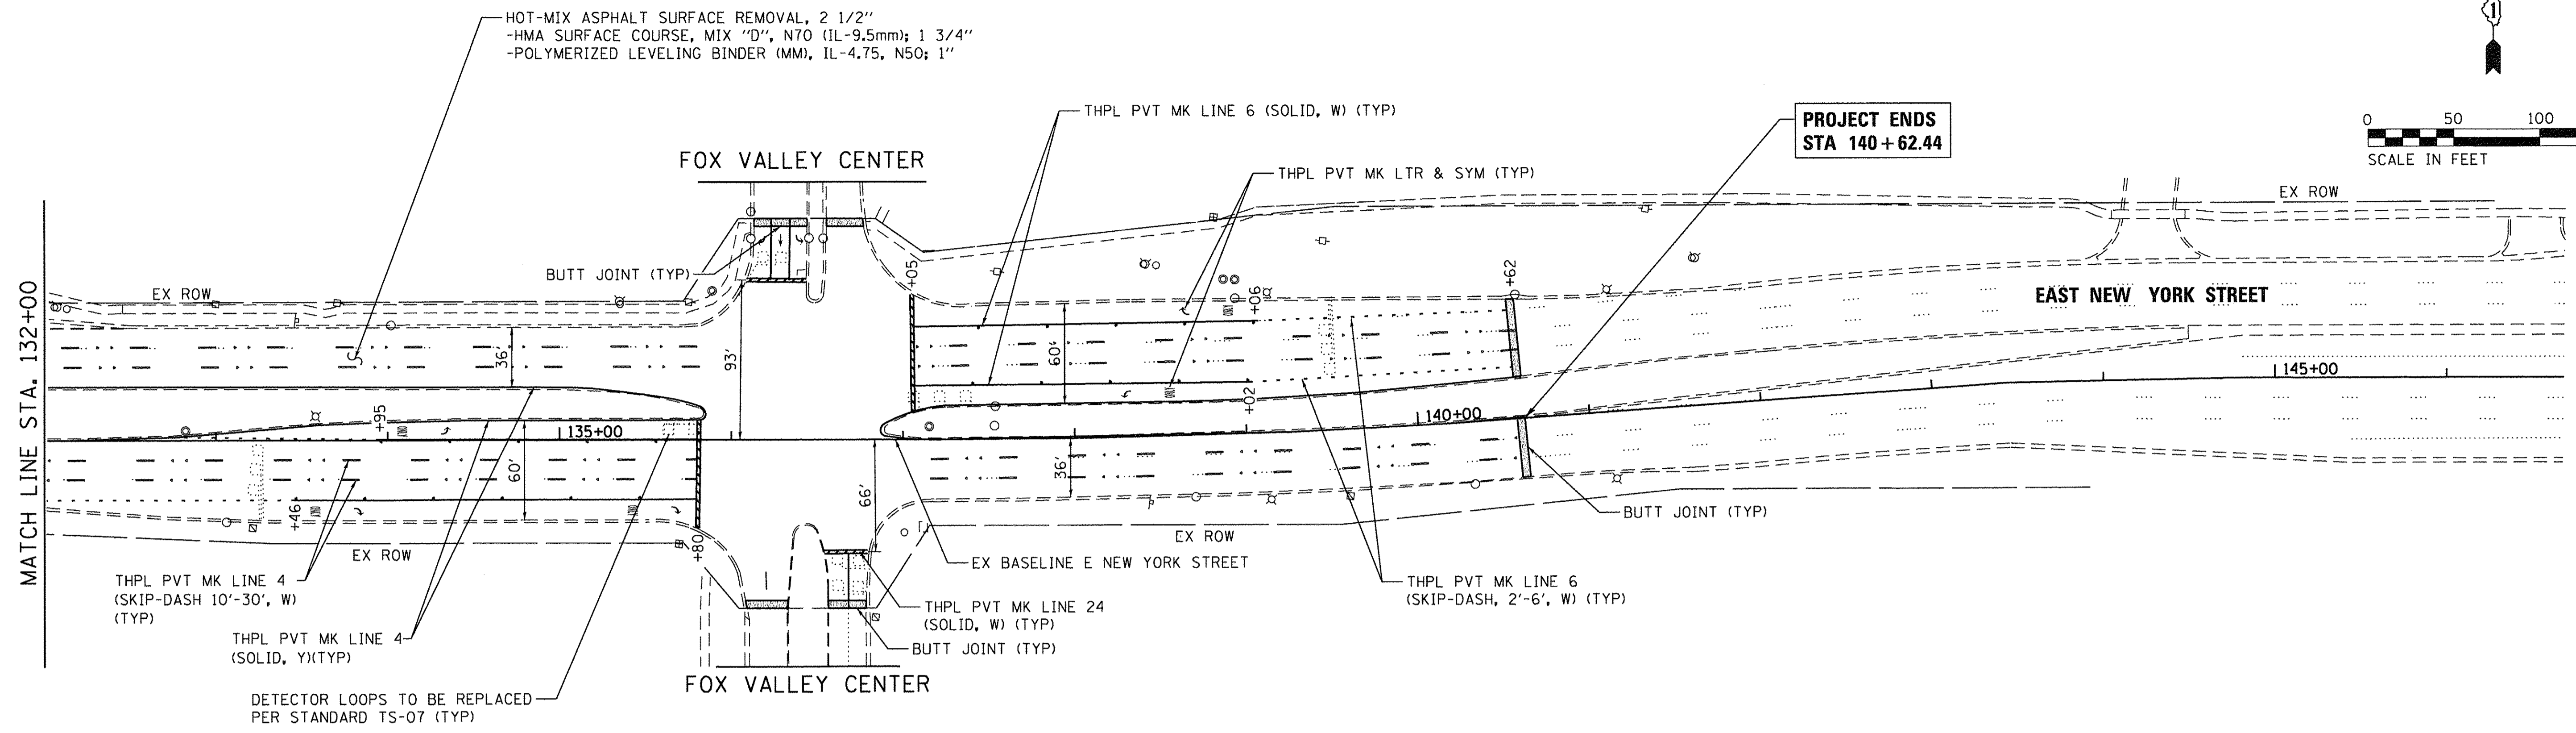 HOT-MIX ASPHALT SURFACE REMOVAL, 2 1/2"
-HMA SURFACE COURSE, MIX "D", N70 (IL-9.5mm); 1 3/4"
-POLYMERIZED LEVELING BINDER (MM), IL-4.75, N50; 1"
1
THPL PVT MK LINE 6 (SOLID, W) (TYP)
PROJECT ENDS
STA 140+62.44
0 50 100
SCALE IN FEET
FOX VALLEY CENTER
THPL PVT MK LTR & SYM (TYP)
EX ROW
BUTT JOINT (TYP)
EX ROW
+05
+06
+62
EAST NEW YORK STREET
MATCH LINE STA. 132+00
36'
93'
60'
145+00
+95
135+00
+02
140+00
+46
60'
66'
36'
+80
BUTT JOINT (TYP)
EX ROW
EX ROW
EX BASELINE E NEW YORK STREET
THPL PVT MK LINE 4
(SKIP-DASH 10'-30', W)
(TYP)
THPL PVT MK LINE 6
(SKIP-DASH, 2'-6', W) (TYP)
THPL PVT MK LINE 24
(SOLID, W) (TYP)
THPL PVT MK LINE 4
(SOLID, Y)(TYP)
BUTT JOINT (TYP)
FOX VALLEY CENTER
DETECTOR LOOPS TO BE REPLACED
PER STANDARD TS-07 (TYP)